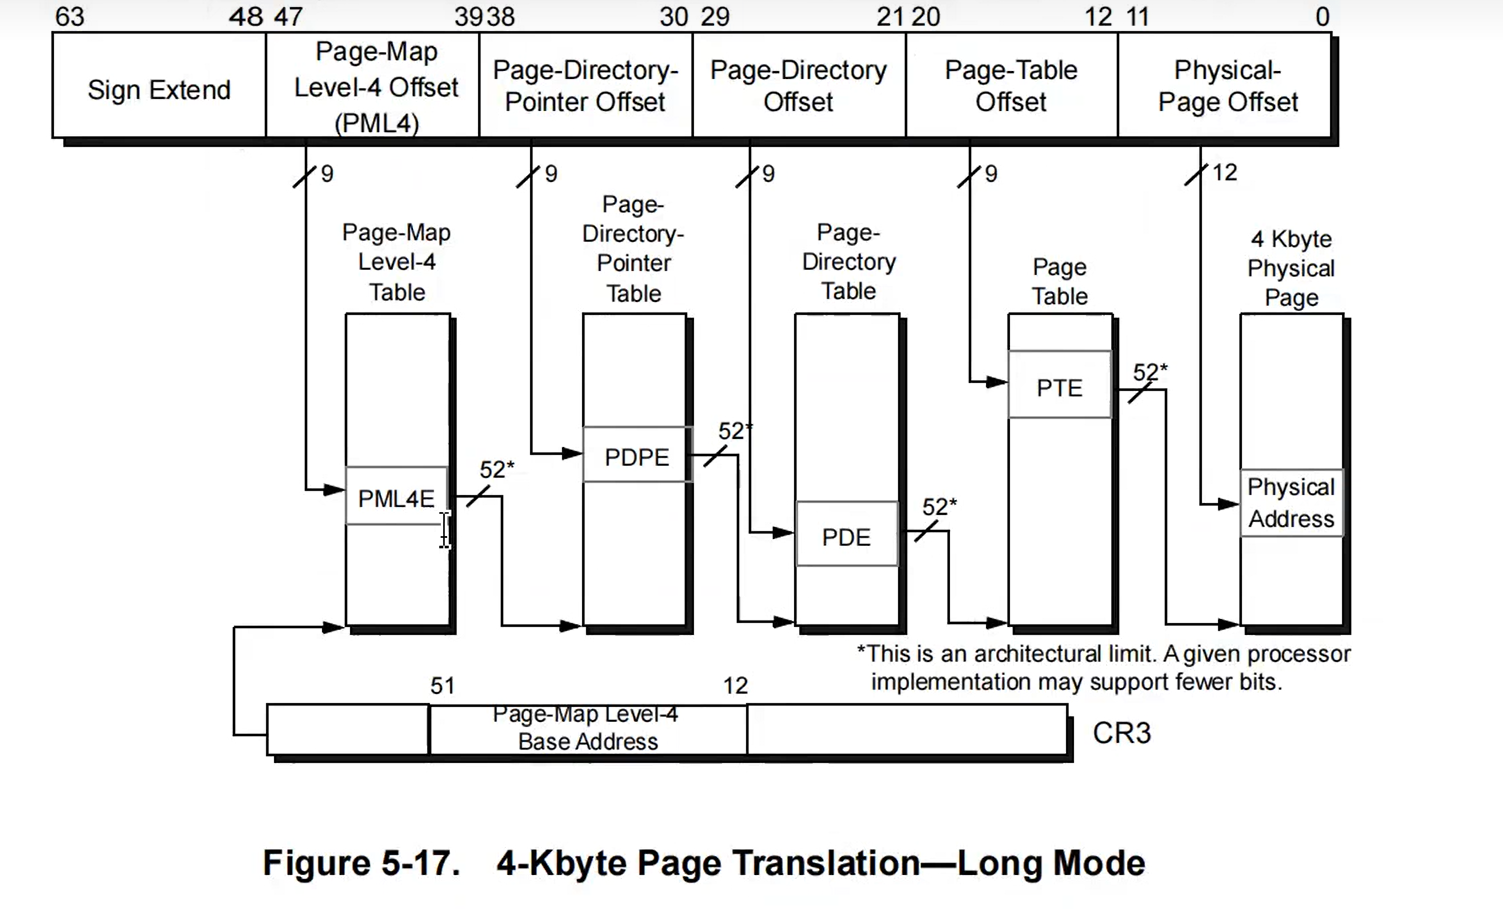 63 48 47 39 38 30 29 21 20 12 11 0
Sign Extend
Page-Map
Level-4 Offset
(PML4)
Page-Directory-
Pointer Offset
Page-Directory
Offset
Page-Table
Offset
Physical-
Page Offset
9
9
9
9
12
Page-Map
Level-4
Table
Page-
Directory-
Pointer
Table
Page-
Directory
Table
Page
Table
4 Kbyte
Physical
Page
PML4E
52*
PDPE
52*
PDE
52*
PTE
52*
Physical
Address
*This is an architectural limit. A given processor
implementation may support fewer bits.
51 12
Page-Map Level-4
Base Address
CR3
Figure 5-17. 4-Kbyte Page Translation—Long Mode